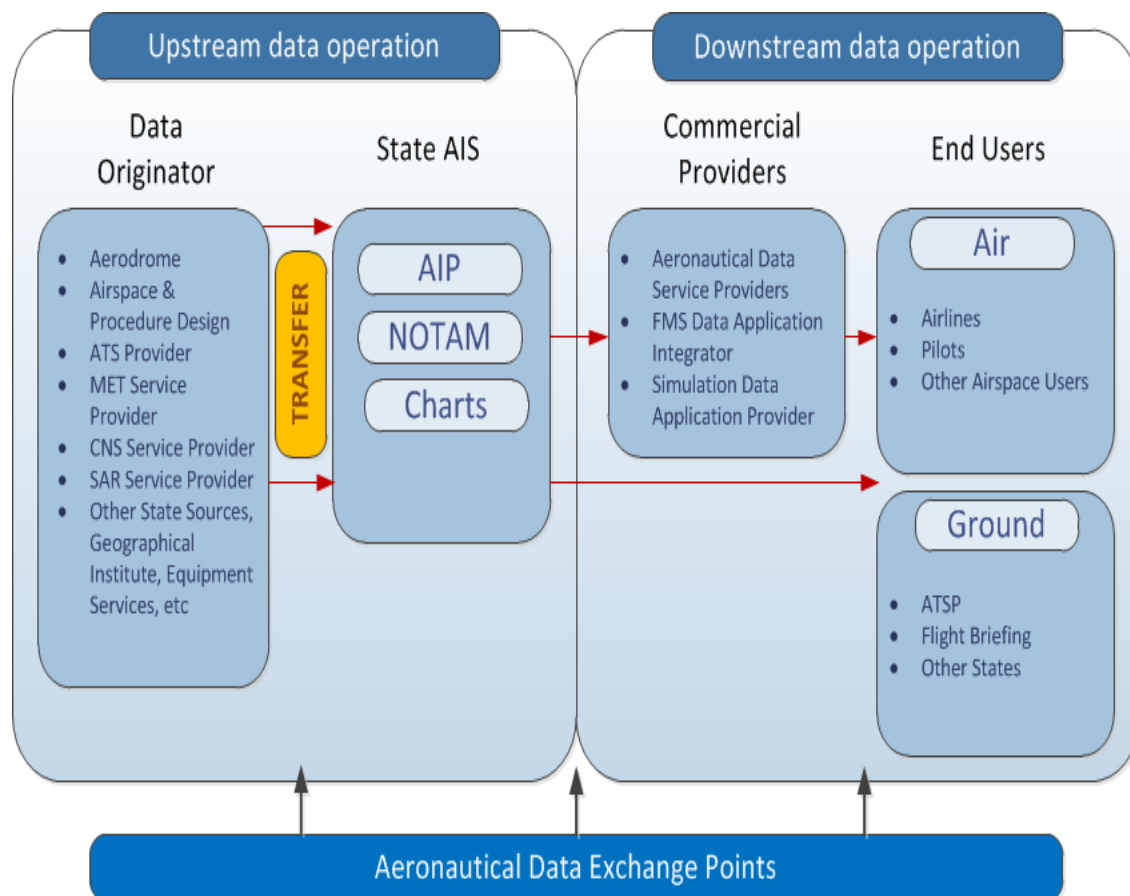 Upstream data operation
Downstream data operation
Data
Originator
State AIS
Commercial
Providers
End Users
• Aerodrome
• Airspace &
Procedure Design
• ATS Provider
• MET Service
Provider
• CNS Service Provider
• SAR Service Provider
• Other State Sources,
Geographical
Institute, Equipment
Services, etc
TRANSFER
AIP
NOTAM
Charts
• Aeronautical Data
Service Providers
• FMS Data Application
Integrator
• Simulation Data
Application Provider
Air
• Airlines
• Pilots
• Other Airspace Users
Ground
• ATSP
• Flight Briefing
• Other States
Aeronautical Data Exchange Points